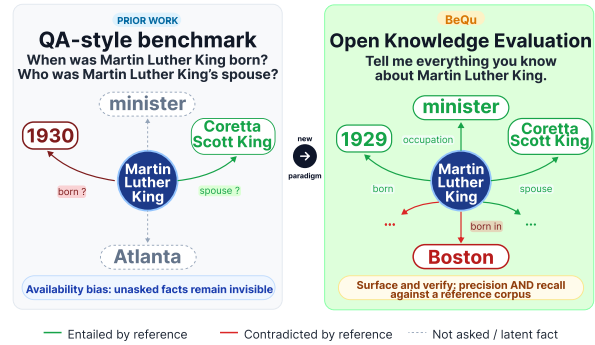 PRIOR WORK
QA-style benchmark
When was Martin Luther King born?
Who was Martin Luther King's spouse?
minister
1930
Coretta
Scott King
Martin
Luther
King
born ?
spouse ?
Atlanta
Availability bias: unasked facts remain invisible
new
paradigm
BeQu
Open Knowledge Evaluation
Tell me everything you know
about Martin Luther King.
minister
1929
occupation
Coretta
Scott King
Martin
Luther
King
born
spouse
...
born in
...
Boston
Surface and verify: precision AND recall
against a reference corpus
Entailed by reference
Contradicted by reference
Not asked / latent fact